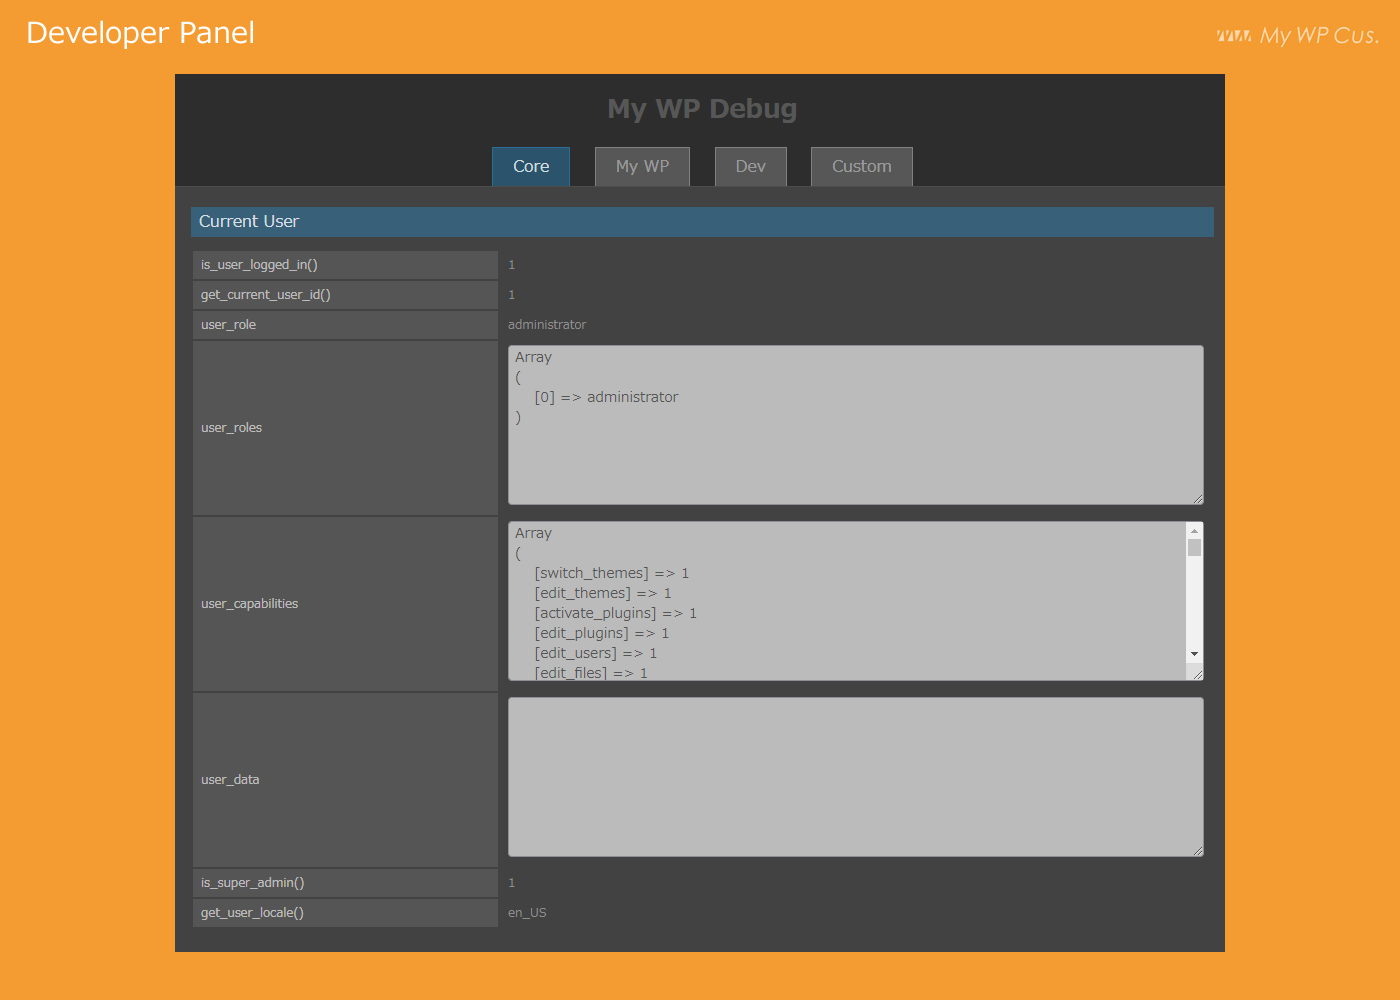 Developer Panel
My WP Cus.
My WP Debug
Core
My WP
Dev
Custom
Current User
is_user_logged_in()
1
get_current_user_id()
1
user_role
administrator
user_roles
Array
(
[0] => administrator
)
user_capabilities
Array
(
[switch_themes] => 1
[edit_themes] => 1
[activate_plugins] => 1
[edit_plugins] => 1
[edit_users] => 1
[edit_files] => 1
user_data
is_super_admin()
1
get_user_locale()
en_US